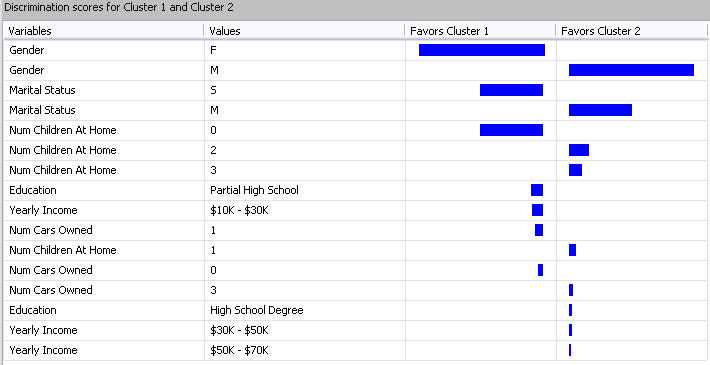 Discrimination scores for Cluster 1 and Cluster 2
Variables Values Favors Cluster 1 Favors Cluster 2
Gender F
Gender M
Marital Status S
Marital Status M
Num Children At Home 0
Num Children At Home 2
Num Children At Home 3
Education Partial High School
Yearly Income $10K - $30K
Num Cars Owned 1
Num Children At Home 1
Num Cars Owned 0
Num Cars Owned 3
Education High School Degree
Yearly Income $30K - $50K
Yearly Income $50K - $70K